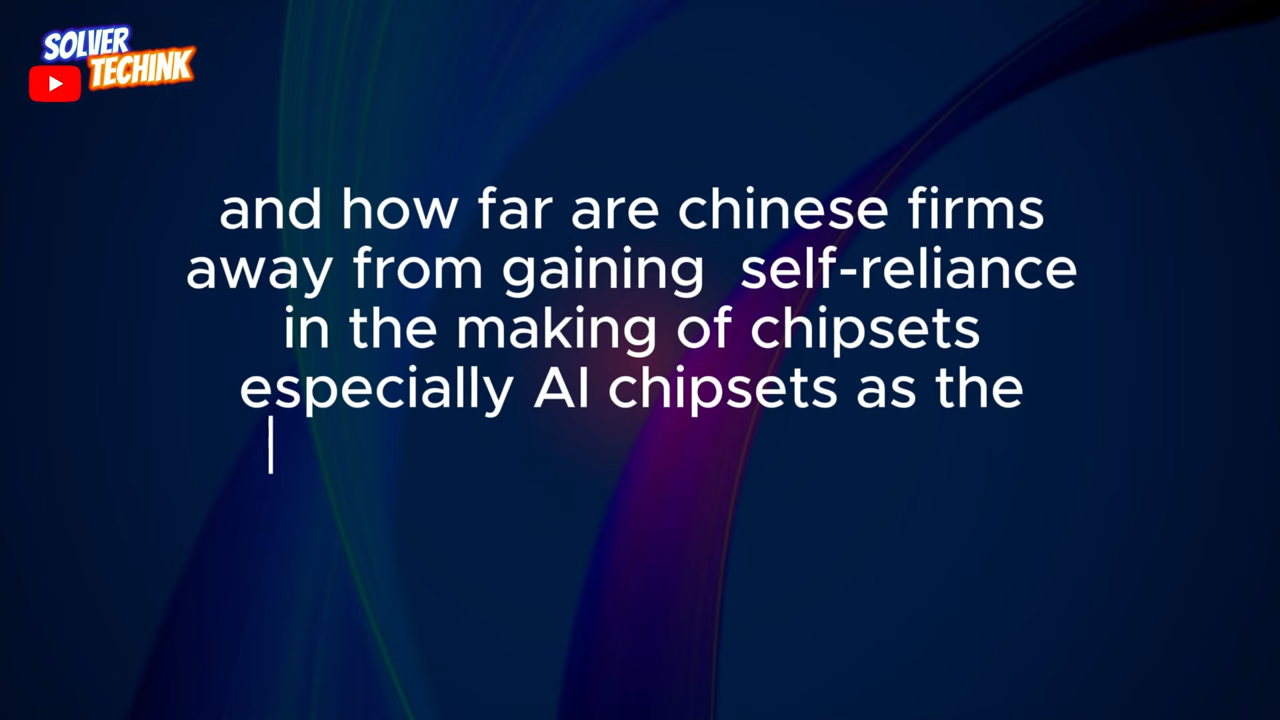 SOLVER
TECHINK
and how far are chinese firms
away from gaining  self-reliance
in the making of chipsets
especially AI chipsets as the